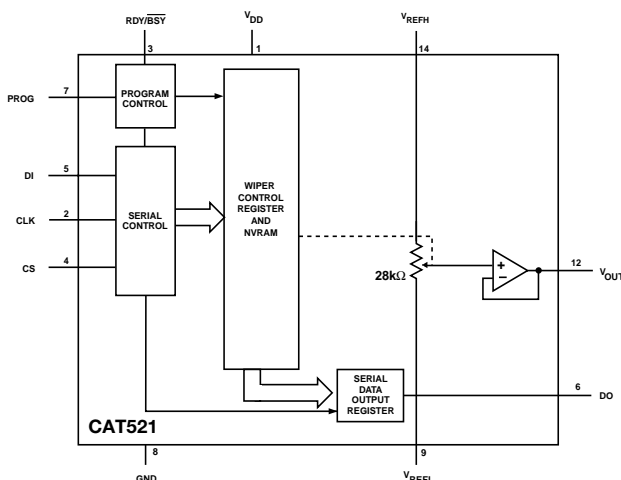 RDY/BSY
VDD
VREFH
3
1
14
PROG
7
PROGRAM
CONTROL
DI
5
CLK
2
CS
4
SERIAL
CONTROL
WIPER
CONTROL
REGISTER
AND
NVRAM
28kΩ
+
−
12
VOUT
SERIAL
DATA
OUTPUT
REGISTER
6
DO
CAT521
8
9
GND
VREFL